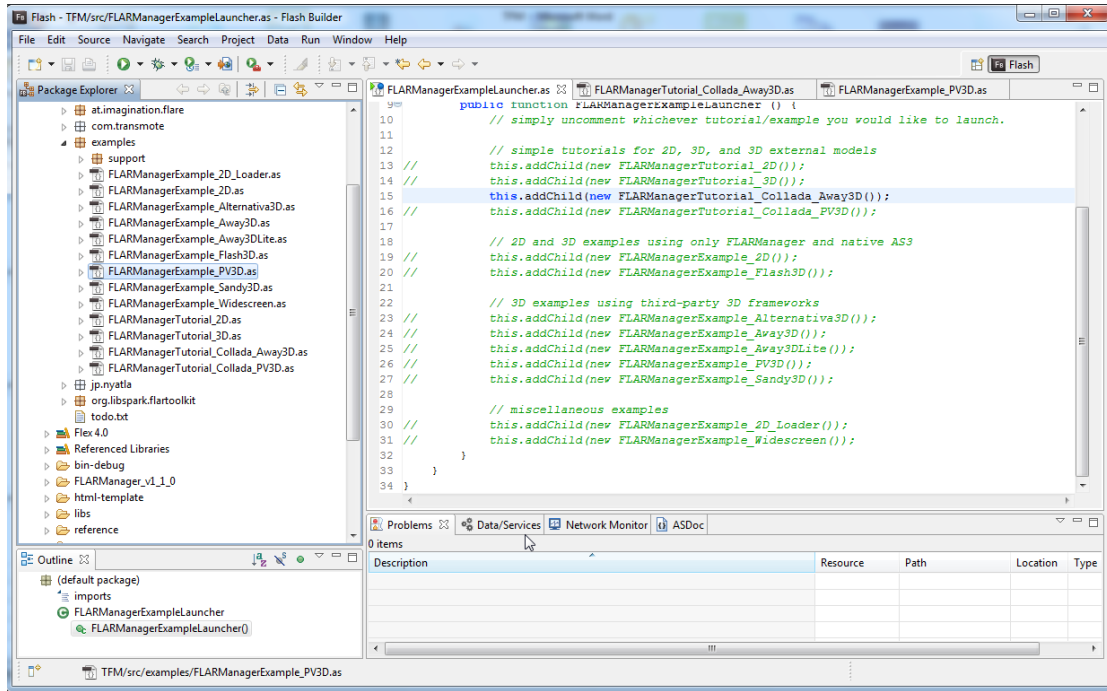 Flash - TFM/src/FLARManagerExampleLauncher.as - Flash Builder
File Edit Source Navigate Search Project Data Run Window Help
Flash
Package Explorer
at.imagination.flare
com.transmote
examples
support
FLARManagerExample_2D_Loader.as
FLARManagerExample_2D.as
FLARManagerExample_Alternativa3D.as
FLARManagerExample_Away3D.as
FLARManagerExample_Away3DLite.as
FLARManagerExample_Flash3D.as
FLARManagerExample_PV3D.as
FLARManagerExample_Sandy3D.as
FLARManagerExample_Widescreen.as
FLARManagerTutorial_2D.as
FLARManagerTutorial_3D.as
FLARManagerTutorial_Collada_Away3D.as
FLARManagerTutorial_Collada_PV3D.as
jp.nyatla
org.libspark.flartoolkit
todo.txt
Flex 4.0
Referenced Libraries
bin-debug
FLARManager_v1_1_0
html-template
libs
reference
Outline
(default package)
imports
FLARManagerExampleLauncher
FLARManagerExampleLauncher()
FLARManagerExampleLauncher.as FLARManagerTutorial_Collada_Away3D.as FLARManagerExample_PV3D.as
9 public function FLARManagerExampleLauncher () {
10 // simply uncomment whichever tutorial/example you would like to launch.
11
12 // simple tutorials for 2D, 3D, and 3D external models
13 // this.addChild(new FLARManagerTutorial_2D());
14 // this.addChild(new FLARManagerTutorial_3D());
15 this.addChild(new FLARManagerTutorial_Collada_Away3D());
16 // this.addChild(new FLARManagerTutorial_Collada_PV3D());
17
18 // 2D and 3D examples using only FLARManager and native AS3
19 // this.addChild(new FLARManagerExample_2D());
20 // this.addChild(new FLARManagerExample_Flash3D());
21
22 // 3D examples using third-party 3D frameworks
23 // this.addChild(new FLARManagerExample_Alternativa3D());
24 // this.addChild(new FLARManagerExample_Away3D());
25 // this.addChild(new FLARManagerExample_Away3DLite());
26 // this.addChild(new FLARManagerExample_PV3D());
27 // this.addChild(new FLARManagerExample_Sandy3D());
28
29 // miscellaneous examples
30 // this.addChild(new FLARManagerExample_2D_Loader());
31 // this.addChild(new FLARManagerExample_Widescreen());
32 }
33 }
34 }
Problems Data/Services Network Monitor ASDoc
0 items
Description Resource Path Location Type
TFM/src/examples/FLARManagerExample_PV3D.as